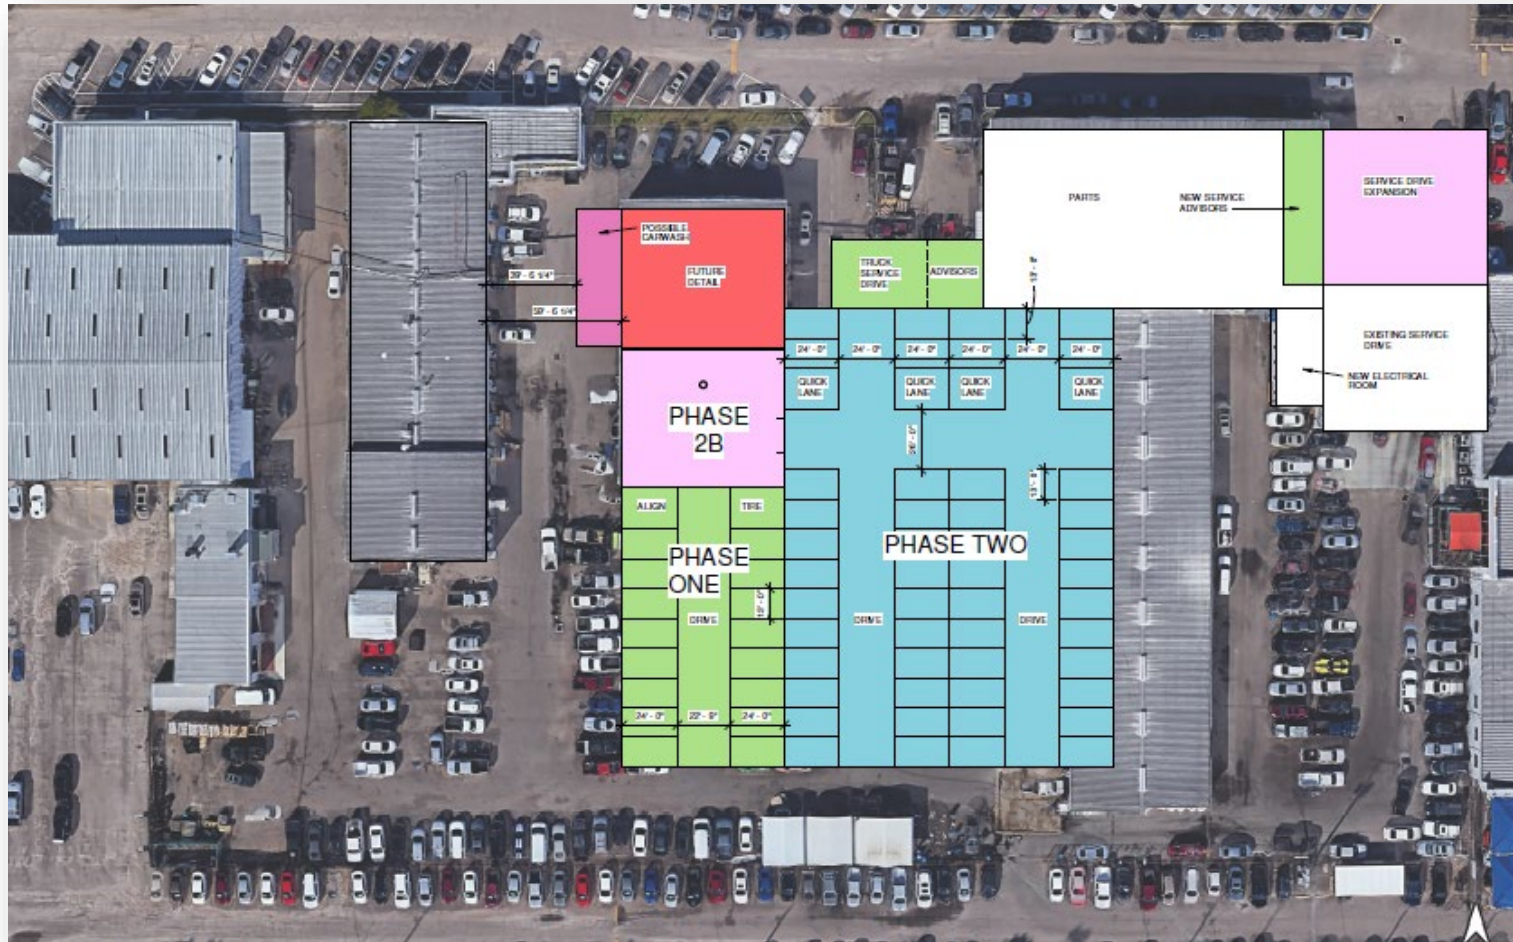 PARTS
NEW SERVICE
ADVISORS
SERVICE DRIVE
EXPANSION
POSSIBLE
CARWASH
FUTURE
DETAIL
TRUCK
SERVICE
DRIVE
ADVISORS
EXISTING SERVICE
DRIVE
NEW ELECTRICAL
ROOM
24' - 0"
24' - 0"
24' - 0"
24' - 0"
24' - 0"
24' - 0"
QUICK
LANE
QUICK
LANE
QUICK
LANE
QUICK
LANE
PHASE
2B
ALIGN
TIRE
PHASE TWO
PHASE
ONE
DRIVE
DRIVE
DRIVE
24' - 0"
24' - 0"